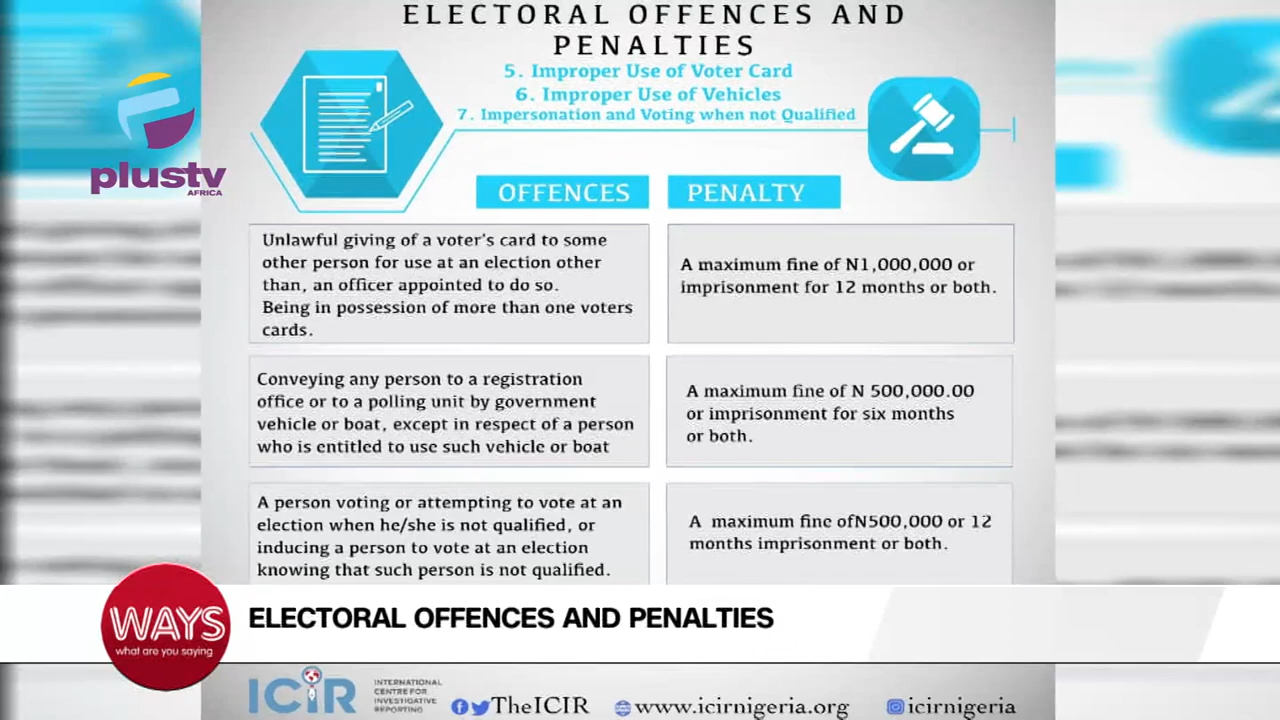 ELECTORAL OFFENCES AND
PENALTIES
5. Improper Use of Voter Card
6. Improper Use of Vehicles
7. Impersonation and Voting when not Qualified
plustv
AFRICA
OFFENCES
PENALTY
Unlawful giving of a voter's card to some
other person for use at an election other
than, an officer appointed to do so.
Being in possession of more than one voters
cards.
A maximum fine of N1,000,000 or
imprisonment for 12 months or both.
Conveying any person to a registration
office or to a polling unit by government
vehicle or boat, except in respect of a person
who is entitled to use such vehicle or boat
A maximum fine of N 500,000.00
or imprisonment for six months
or both.
A person voting or attempting to vote at an
election when he/she is not qualified, or
inducing a person to vote at an election
knowing that such person is not qualified.
A maximum fine ofN500,000 or 12
months imprisonment or both.
WAYS
what are you saying
ELECTORAL OFFENCES AND PENALTIES
ICIR
INTERNATIONAL
CENTRE FOR
INVESTIGATIVE
REPORTING
TheICIR
www.icirnigeria.org
icirnigeria